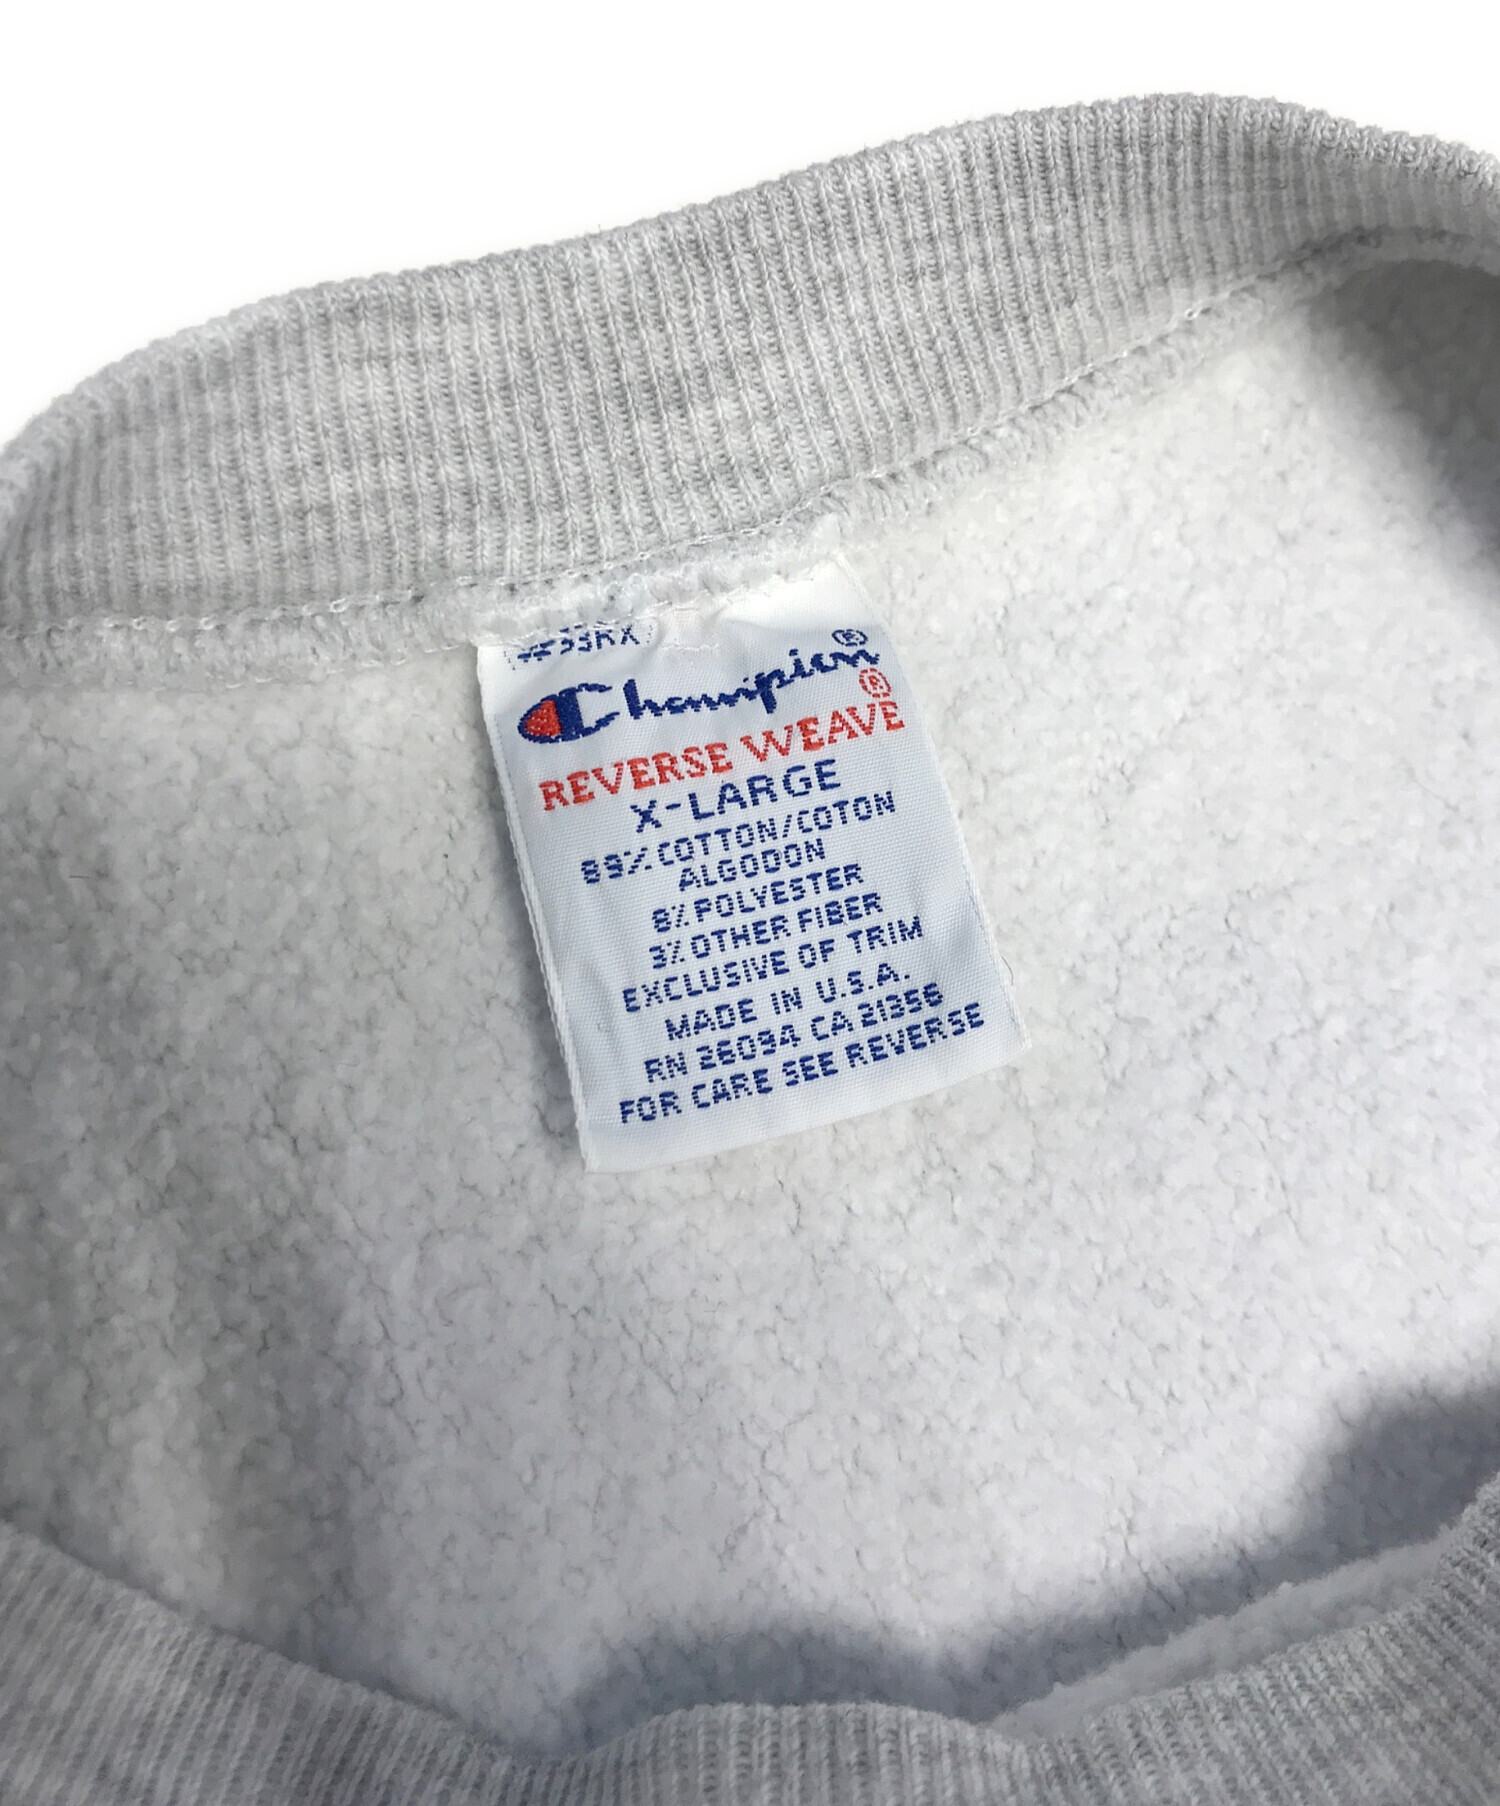 Champion®
®
REVERSE WEAVE
X-LARGE
89% COTTON/COTON
ALGODON
8% POLYESTER
3% OTHER FIBER
EXCLUSIVE OF TRIM
MADE IN U.S.A.
RN 26094 CA 21356
FOR CARE SEE REVERSE